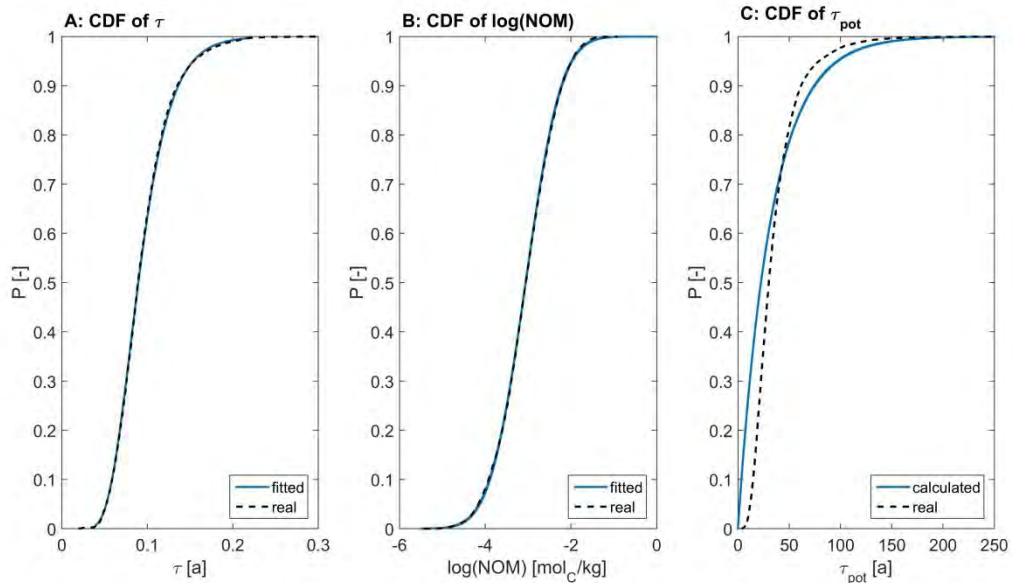 A: CDF of τ
P [-]
1
0.9
0.8
0.7
0.6
0.5
0.4
0.3
0.2
0.1
0
0 0.1 0.2 0.3
τ [a]
fitted
real
B: CDF of log(NOM)
P [-]
1
0.9
0.8
0.7
0.6
0.5
0.4
0.3
0.2
0.1
0
-6 -4 -2 0
log(NOM) [mol_C/kg]
fitted
real
C: CDF of τ_pot
P [-]
1
0.9
0.8
0.7
0.6
0.5
0.4
0.3
0.2
0.1
0
0 50 100 150 200 250
τ_pot [a]
calculated
real